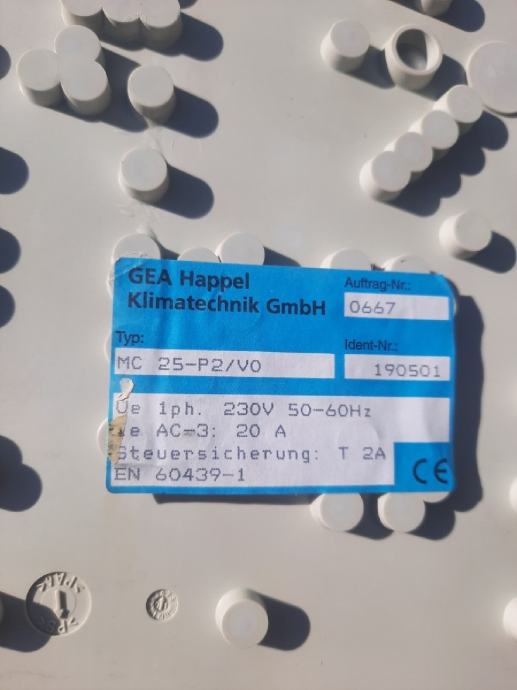 GEA Happel
Klimatechnik GmbH
Auftrag-Nr.:
0667
Typ:
MC 25-P2/V0
Ident-Nr.:
190501
Ue 1ph. 230V 50-60Hz
Ie AC-3: 20 A
Steuersicherung: T 2A
EN 60439-1
CE